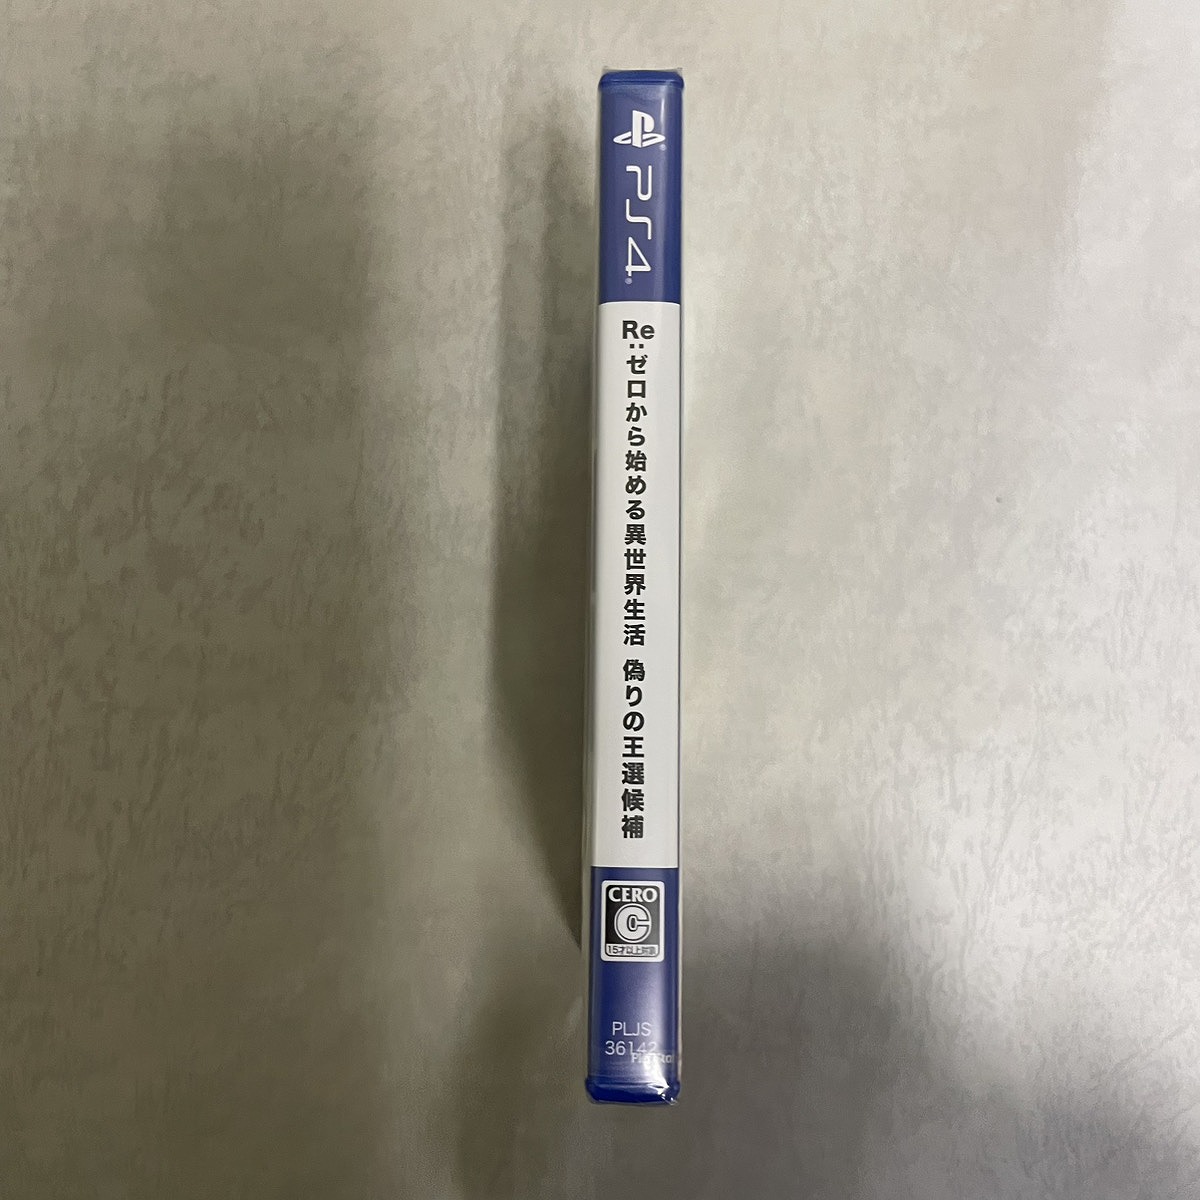 PS4
Re:ゼロから始める異世界生活 偽りの王選候補
CERO
C
15才以上対象
PLJS
36142